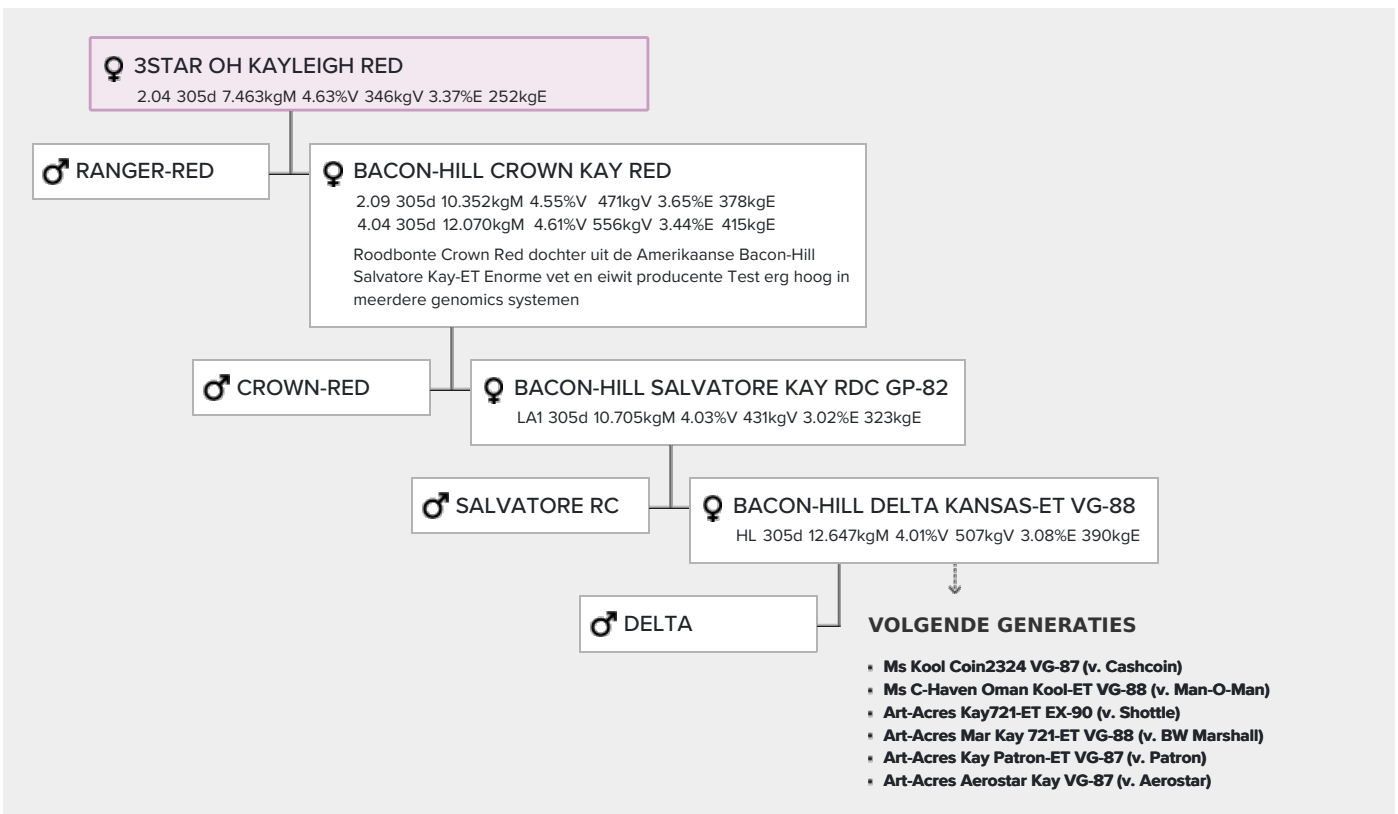 3STAR OH KAYLEIGH RED
2.04 305d 7.463kgM 4.63%V 346kgV 3.37%E 252kgE
RANGER-RED
BACON-HILL CROWN KAY RED
2.09 305d 10.352kgM 4.55%V 471kgV 3.65%E 378kgE
4.04 305d 12.070kgM 4.61%V 556kgV 3.44%E 415kgE
Roodbonte Crown Red dochter uit de Amerikaanse Bacon-Hill
Salvatore Kay-ET Enorme vet en eiwit producente Test erg hoog in
meerdere genomics systemen
CROWN-RED
BACON-HILL SALVATORE KAY RDC GP-82
LA1 305d 10.705kgM 4.03%V 431kgV 3.02%E 323kgE
SALVATORE RC
BACON-HILL DELTA KANSAS-ET VG-88
HL 305d 12.647kgM 4.01%V 507kgV 3.08%E 390kgE
DELTA
VOLGENDE GENERATIES
Ms Kool Coin2324 VG-87 (v. Cashcoin)
Ms C-Haven Oman Kool-ET VG-88 (v. Man-O-Man)
Art-Acres Kay721-ET EX-90 (v. Shottle)
Art-Acres Mar Kay 721-ET VG-88 (v. BW Marshall)
Art-Acres Kay Patron-ET VG-87 (v. Patron)
Art-Acres Aerostar Kay VG-87 (v. Aerostar)